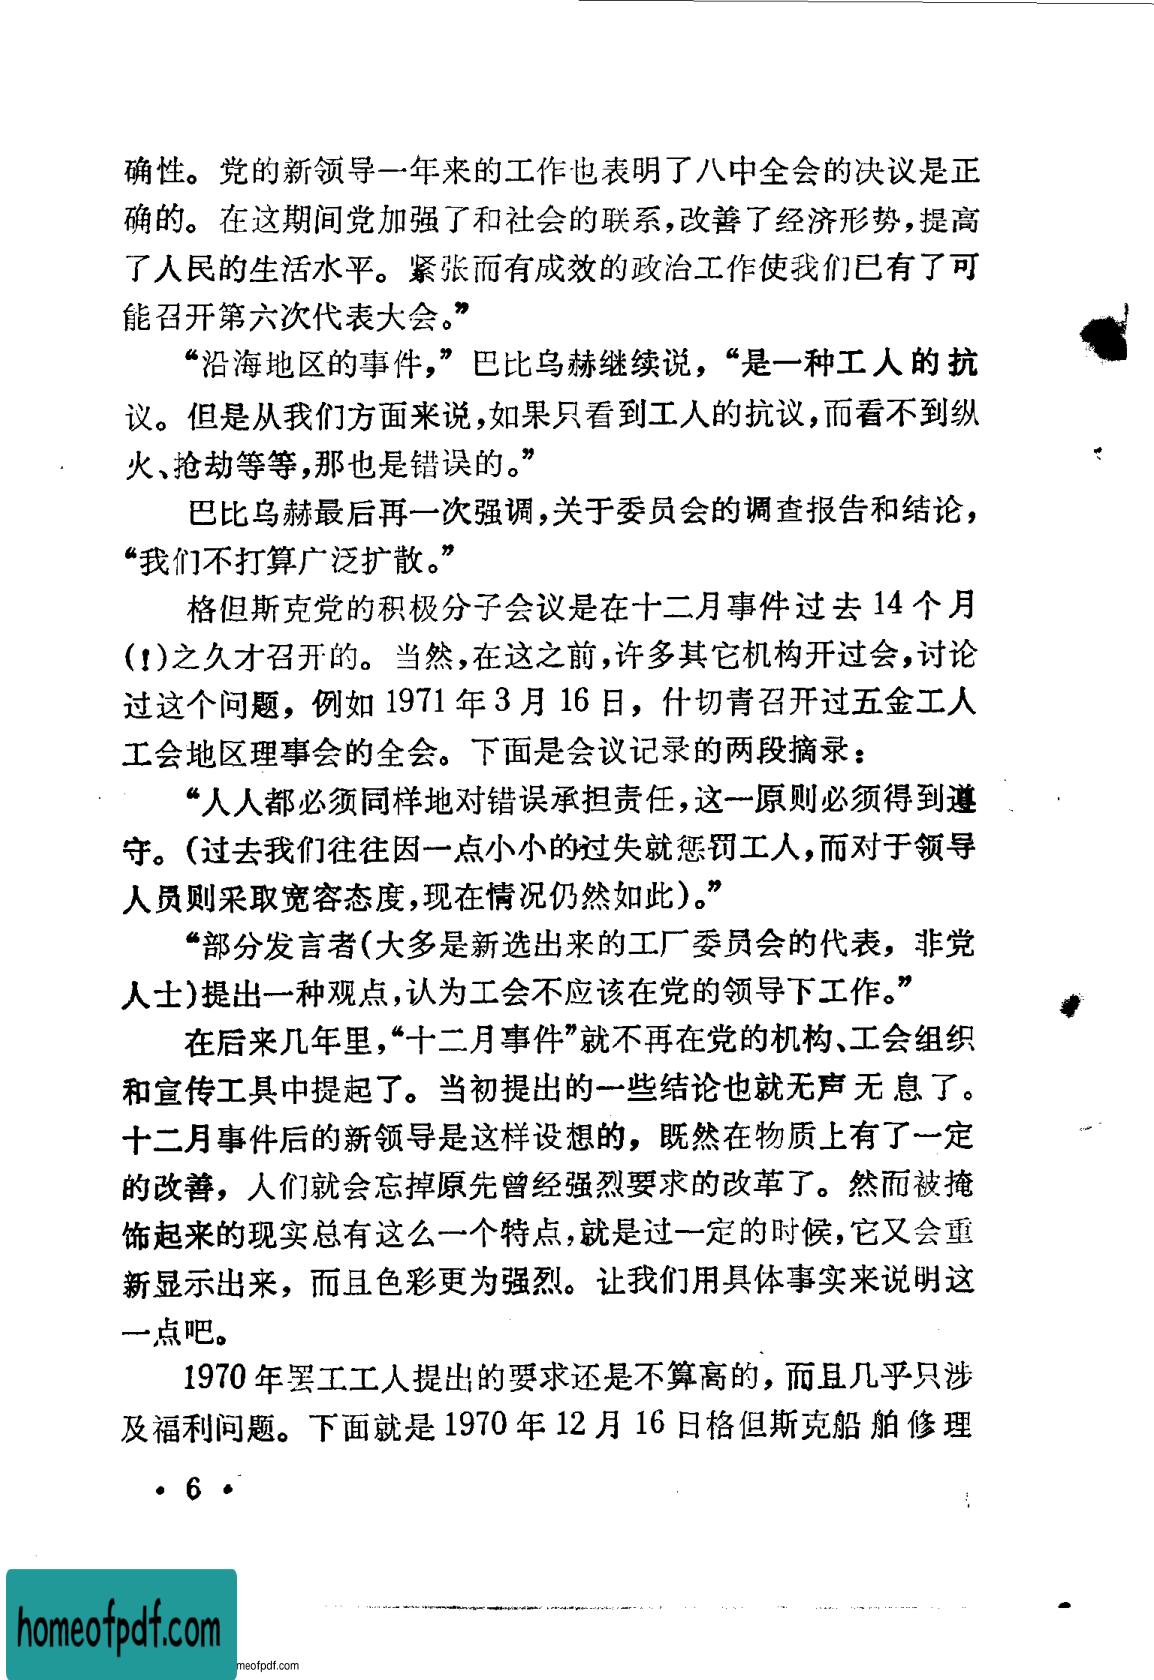 确性。党的新领导一年来的工作也表明了八中全会的决议是正
确的。在这期间党加强了和社会的联系，改善了经济形势，提高
了人民的生活水平。紧张而有成效的政治工作使我们已有了可
能召开第六次代表大会。”
“沿海地区的事件，”巴比乌赫继续说，“是一种工人的抗
议。但是从我们方面来说，如果只看到工人的抗议，而看不到纵
火、抢劫等等，那也是错误的。”
巴比乌赫最后再一次强调，关于委员会的调查报告和结论，
“我们不打算广泛扩散。”
格但斯克党的积极分子会议是在十二月事件过去14个月
(！)之久才召开的。当然，在这之前，许多其它机构开过会，讨论
过这个问题，例如1971年3月16日，什切青召开过五金工人
工会地区理事会的全会。下面是会议记录的两段摘录：
“人人都必须同样地对错误承担责任，这一原则必须得到遵
守。(过去我们往往因一点小小的过失就惩罚工人，而对于领导
人员则采取宽容态度，现在情况仍然如此)。”
“部分发言者(大多是新选出来的工厂委员会的代表，非党
人士)提出一种观点，认为工会不应该在党的领导下工作。”
在后来几年里，“十二月事件”就不再在党的机构、工会组织
和宣传工具中提起了。当初提出的一些结论也就无声无息了。
十二月事件后的新领导是这样设想的，既然在物质上有了一定
的改善，人们就会忘掉原先曾经强烈要求的改革了。然而被掩
饰起来的现实总有这么一个特点，就是过一定的时候，它又会重
新显示出来，而且色彩更为强烈。让我们用具体事实来说明这
一点吧。
1970年罢工工人提出的要求还是不算高的，而且几乎只涉
及福利问题。下面就是1970年12月16日格但斯克船舶修理
• 6 •
homeofpdf.com
meofpdf.com